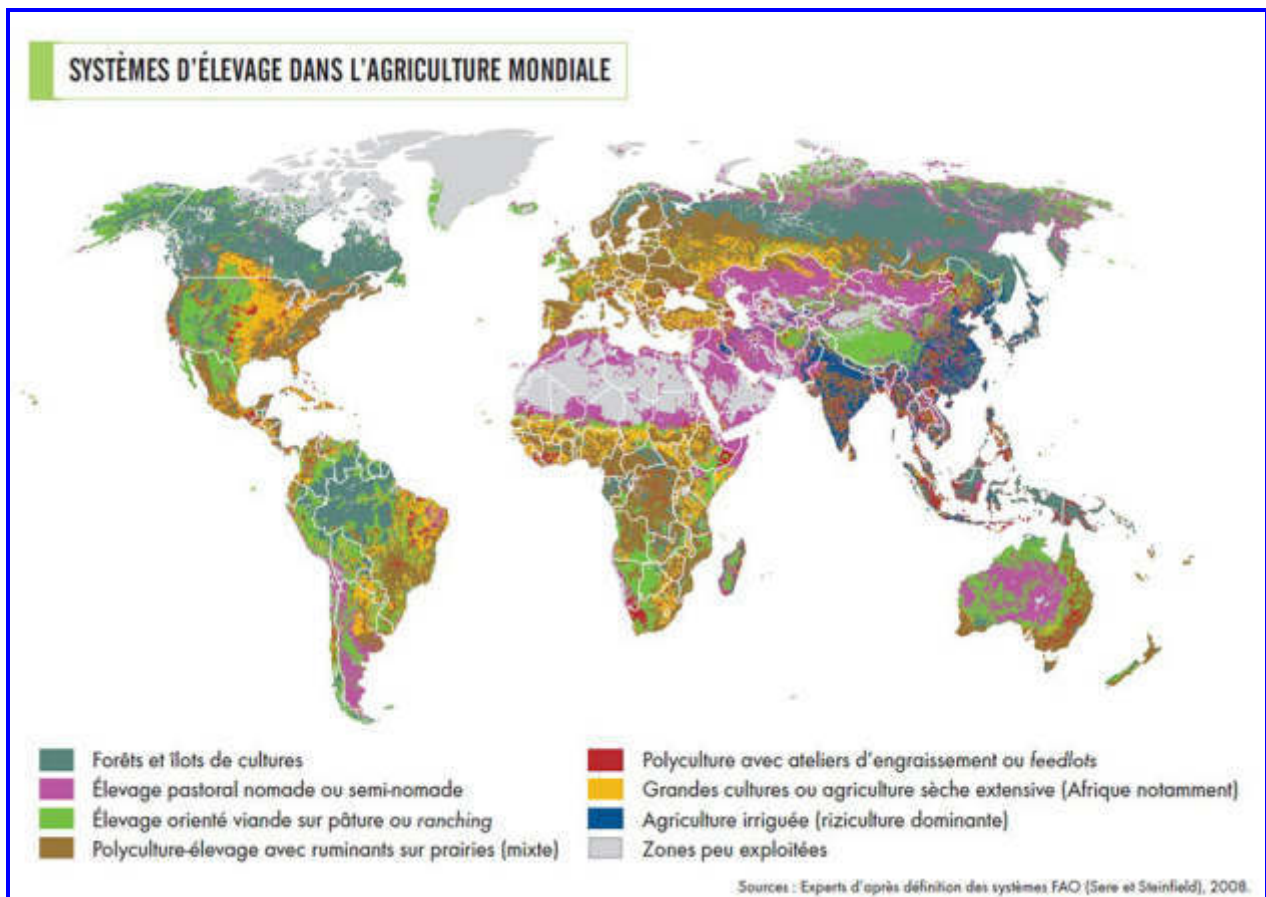 SYSTÈMES D'ÉLEVAGE DANS L'AGRICULTURE MONDIALE
Forêts et îlots de cultures
Élevage pastoral nomade ou semi-nomade
Élevage orienté viande sur pâture ou ranching
Polyculture-élevage avec ruminants sur prairies (mixte)
Polyculture avec ateliers d'engraissement ou feedlots
Grandes cultures ou agriculture sèche extensive (Afrique notamment)
Agriculture irriguée (riziculture dominante)
Zones peu exploitées
Sources : Experts d'après définition des systèmes FAO (Sere et Steinfield), 2008.